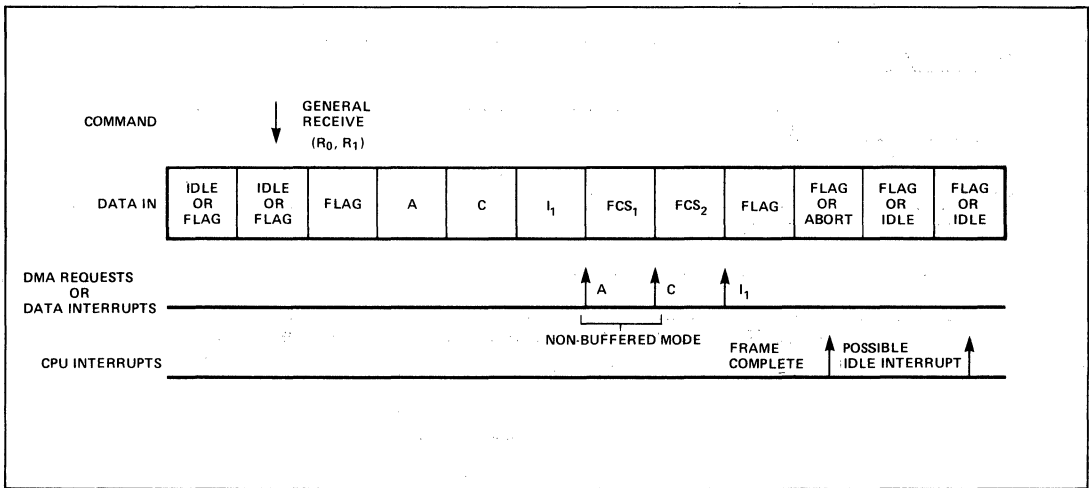 COMMAND
GENERAL
RECEIVE
(R₀, R₁)
DATA IN
IDLE
OR
FLAG
IDLE
OR
FLAG
FLAG
A
C
I₁
FCS₁
FCS₂
FLAG
FLAG
OR
ABORT
FLAG
OR
IDLE
FLAG
OR
IDLE
DMA REQUESTS
OR
DATA INTERRUPTS
A
C
I₁
NON-BUFFERED MODE
CPU INTERRUPTS
FRAME
COMPLETE
POSSIBLE
IDLE INTERRUPT